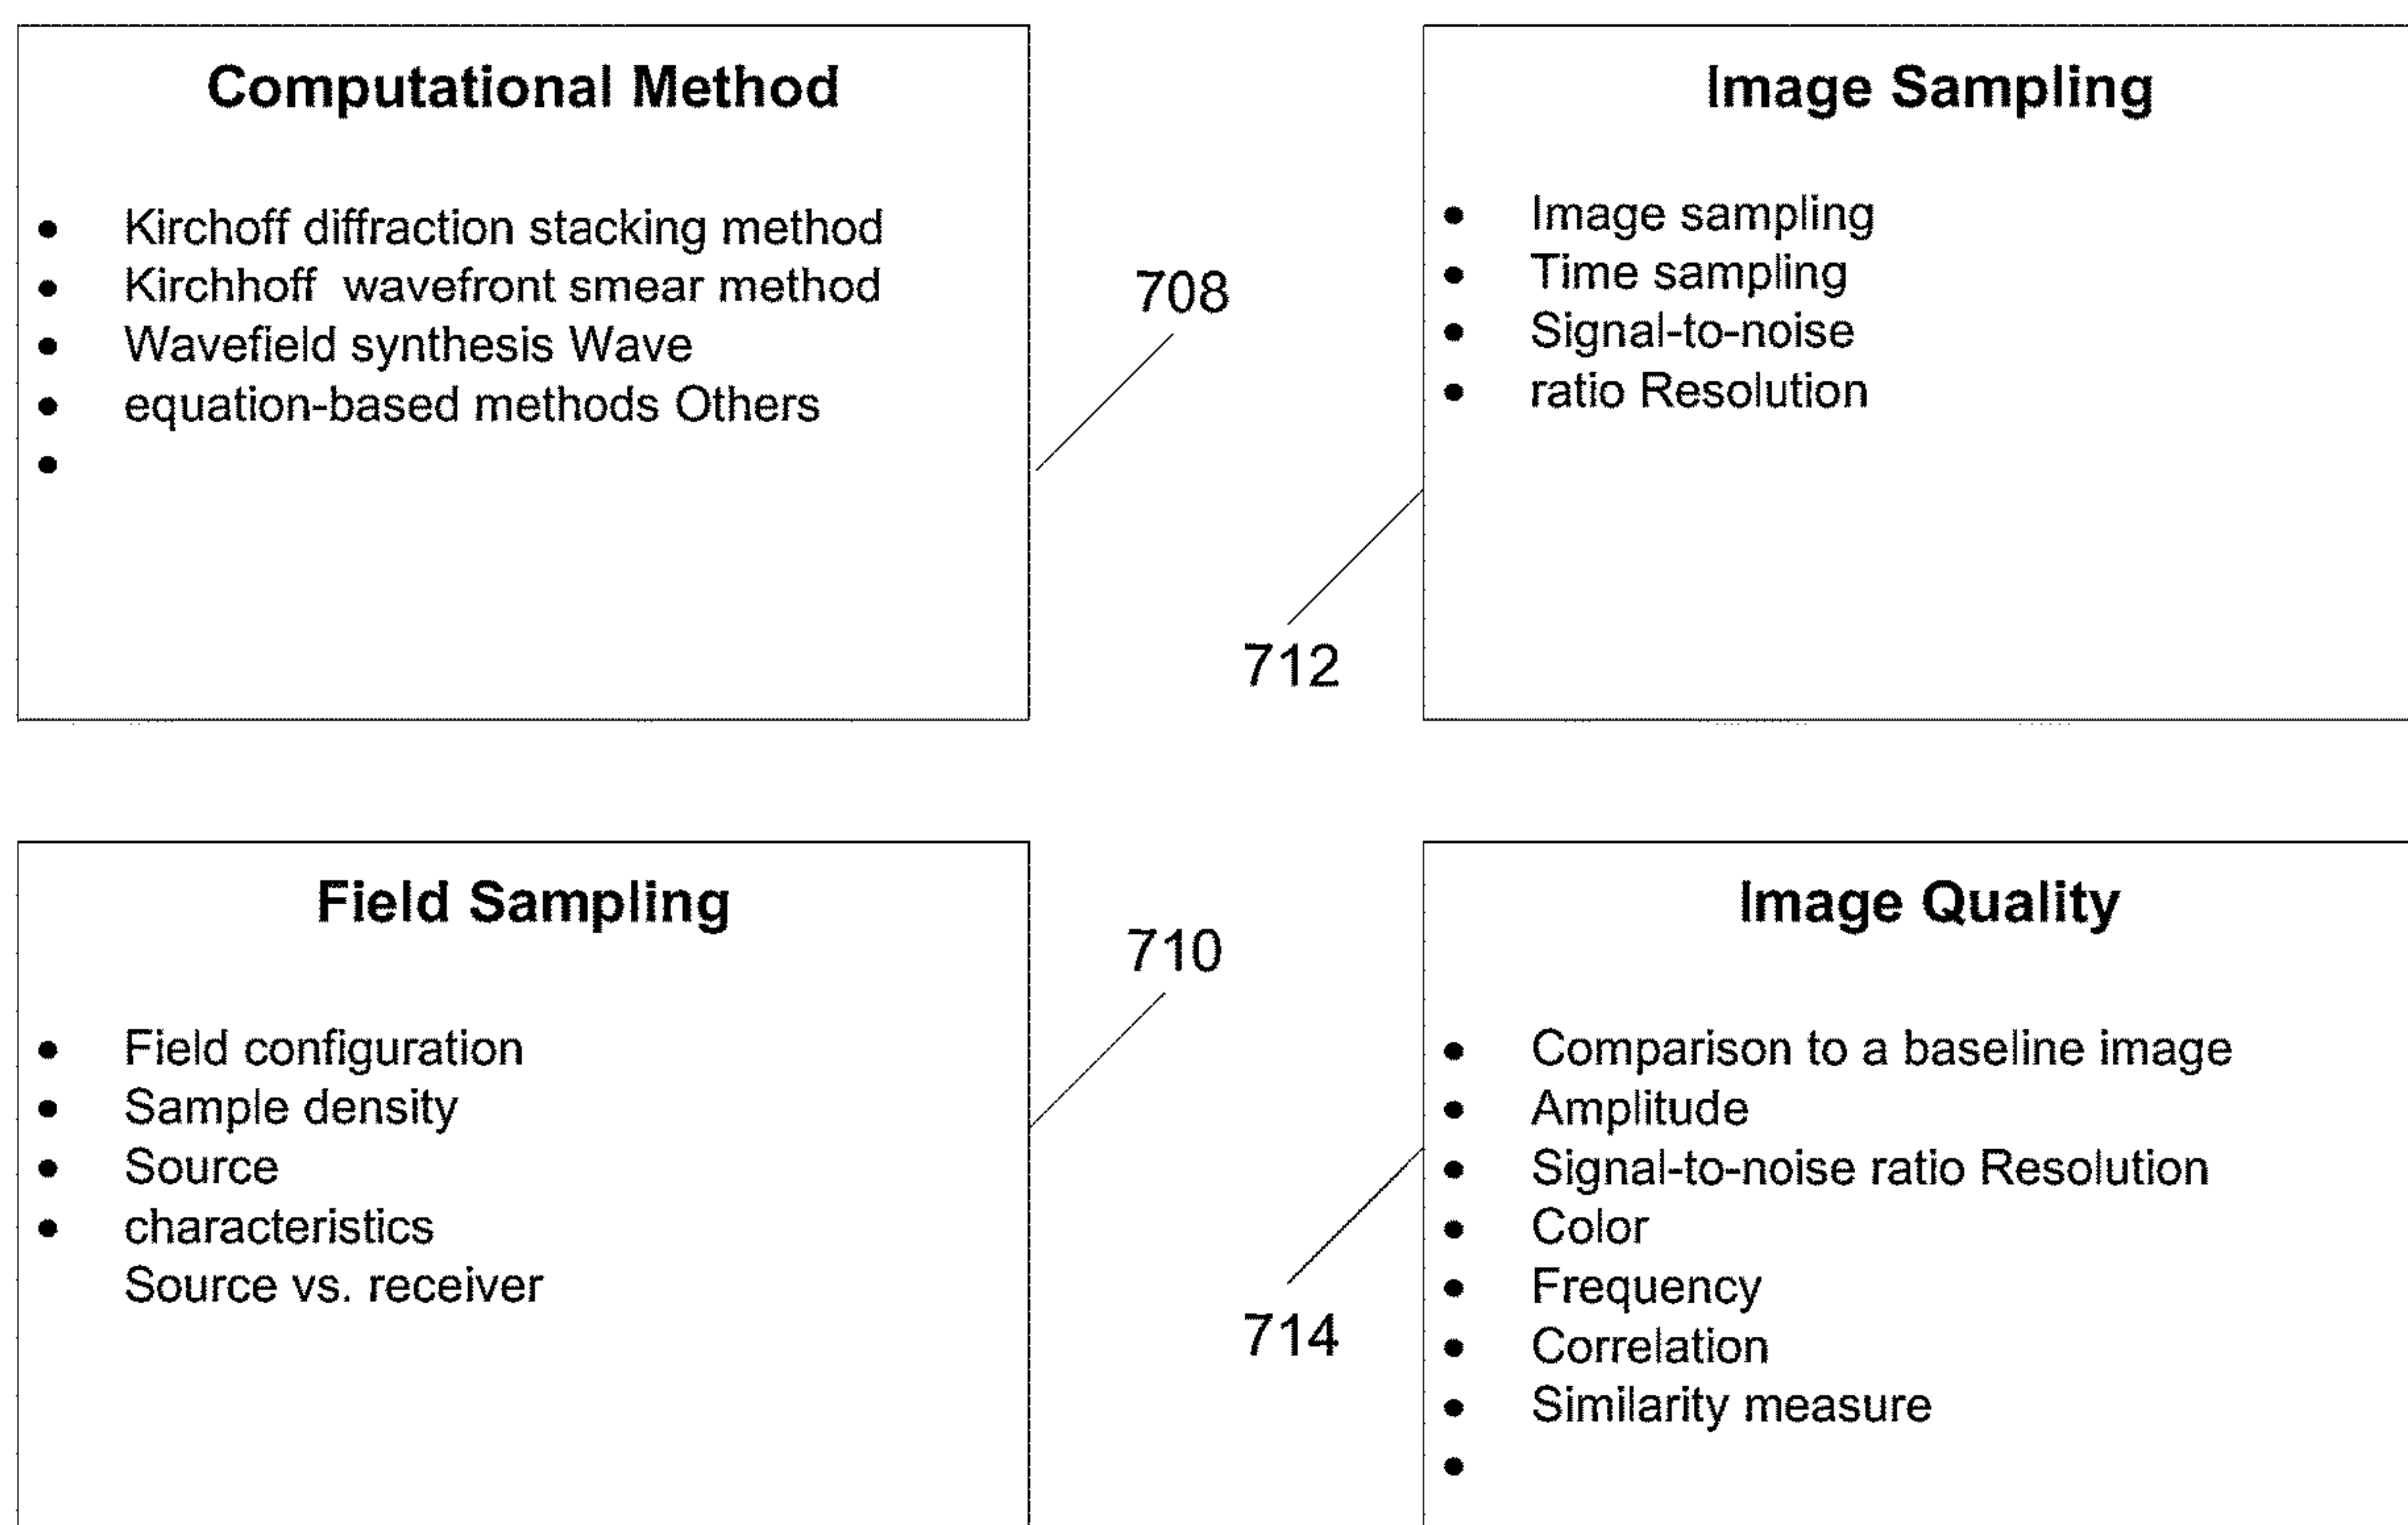 Computational Method
• Kirchoff diffraction stacking method
• Kirchhoff wavefront smear method
• Wavefield synthesis Wave
• equation-based methods Others
•
708
Image Sampling
• Image sampling
• Time sampling
• Signal-to-noise
• ratio Resolution
712
Field Sampling
• Field configuration
• Sample density
• Source
• characteristics
Source vs. receiver
710
Image Quality
• Comparison to a baseline image
• Amplitude
• Signal-to-noise ratio Resolution
• Color
• Frequency
• Correlation
• Similarity measure
•
714